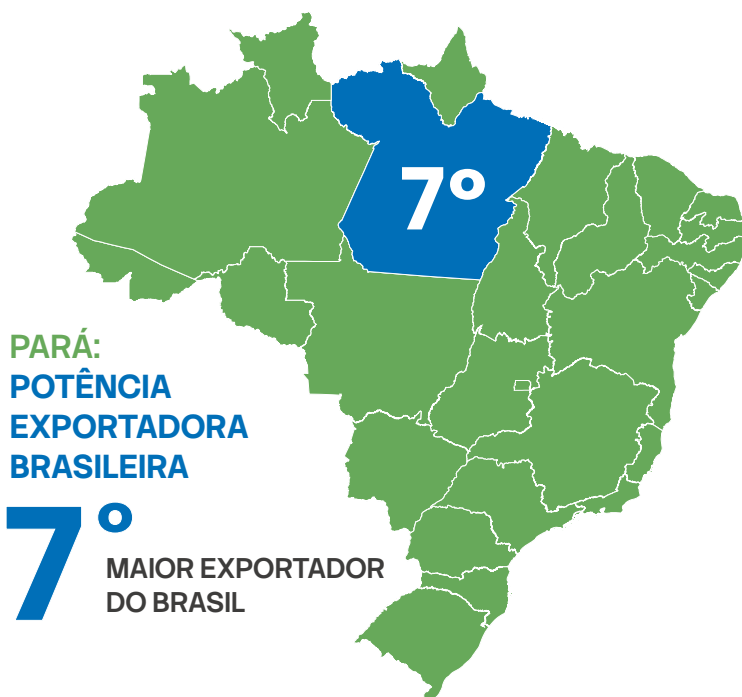 7º
PARÁ:
POTÊNCIA
EXPORTADORA
BRASILEIRA
7º
MAIOR EXPORTADOR
DO BRASIL